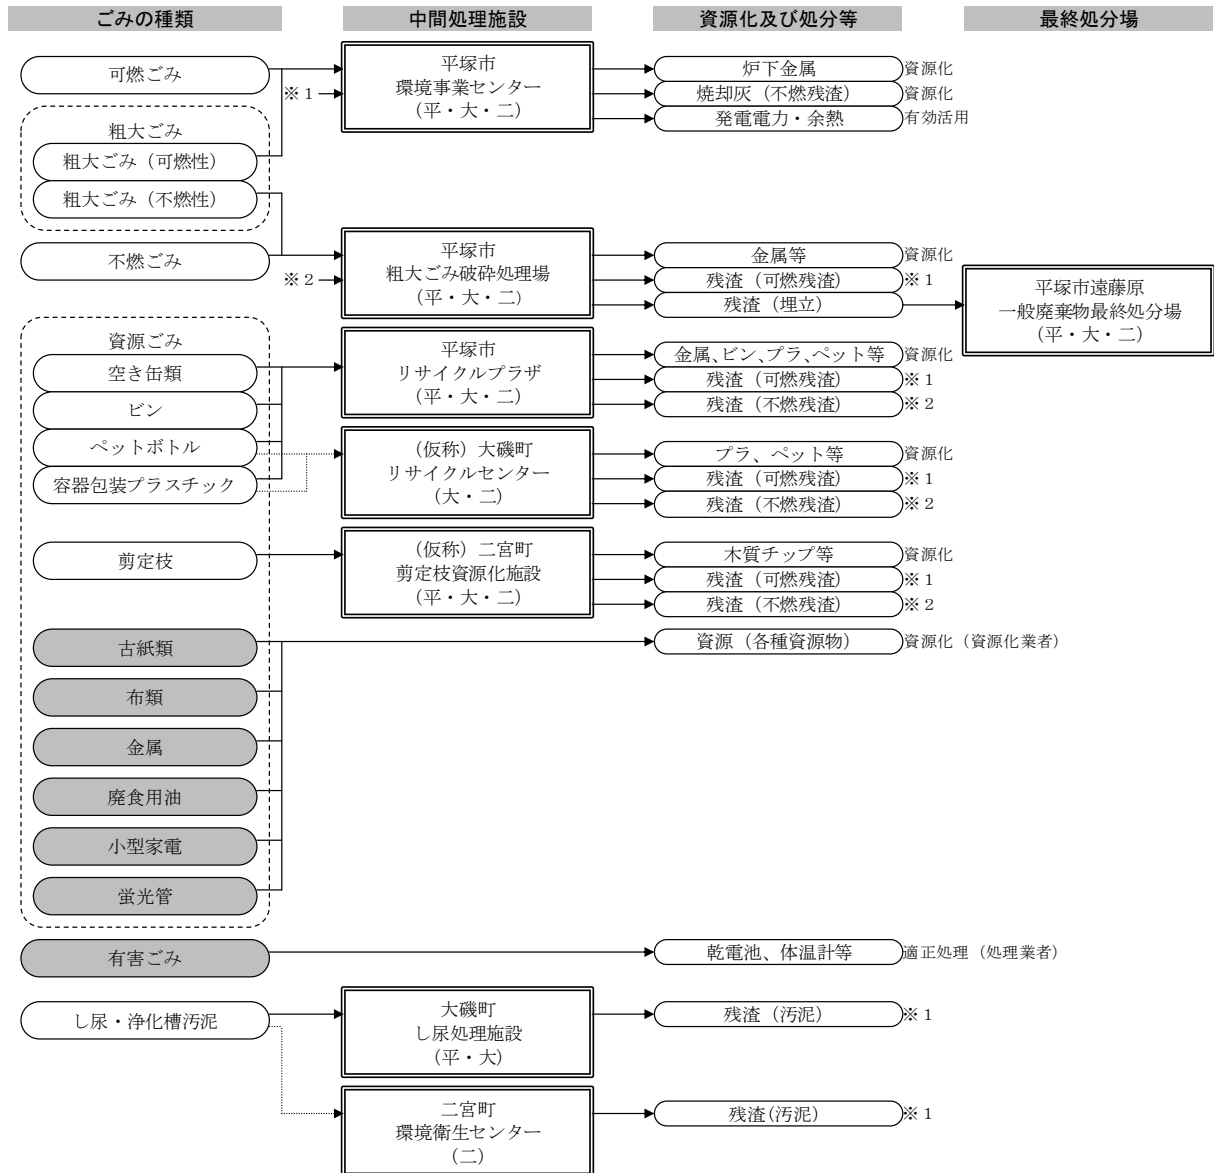 ごみの種類
中間処理施設
資源化及び処分等
最終処分場
可燃ごみ
※1
粗大ごみ
粗大ごみ（可燃性）
粗大ごみ（不燃性）
不燃ごみ
※2
平塚市
環境事業センター
（平・大・二）
炉下金属
資源化
焼却灰（不燃残渣）
資源化
発電電力・余熱
有効活用
平塚市
粗大ごみ破砕処理場
（平・大・二）
金属等
資源化
残渣（可燃残渣）
※1
残渣（埋立）
平塚市遠藤原
一般廃棄物最終処分場
（平・大・二）
資源ごみ
空き缶類
ビン
ペットボトル
容器包装プラスチック
平塚市
リサイクルプラザ
（平・大・二）
金属、ビン、プラ、ペット等
資源化
残渣（可燃残渣）
※1
残渣（不燃残渣）
※2
（仮称）大磯町
リサイクルセンター
（大・二）
プラ、ペット等
資源化
残渣（可燃残渣）
※1
残渣（不燃残渣）
※2
剪定枝
（仮称）二宮町
剪定枝資源化施設
（平・大・二）
木質チップ等
資源化
残渣（可燃残渣）
※1
残渣（不燃残渣）
※2
古紙類
布類
金属
廃食用油
小型家電
蛍光管
資源（各種資源物）
資源化（資源化業者）
有害ごみ
乾電池、体温計等
適正処理（処理業者）
し尿・浄化槽汚泥
大磯町
し尿処理施設
（平・大）
残渣（汚泥）
※1
二宮町
環境衛生センター
（二）
残渣(汚泥)
※1